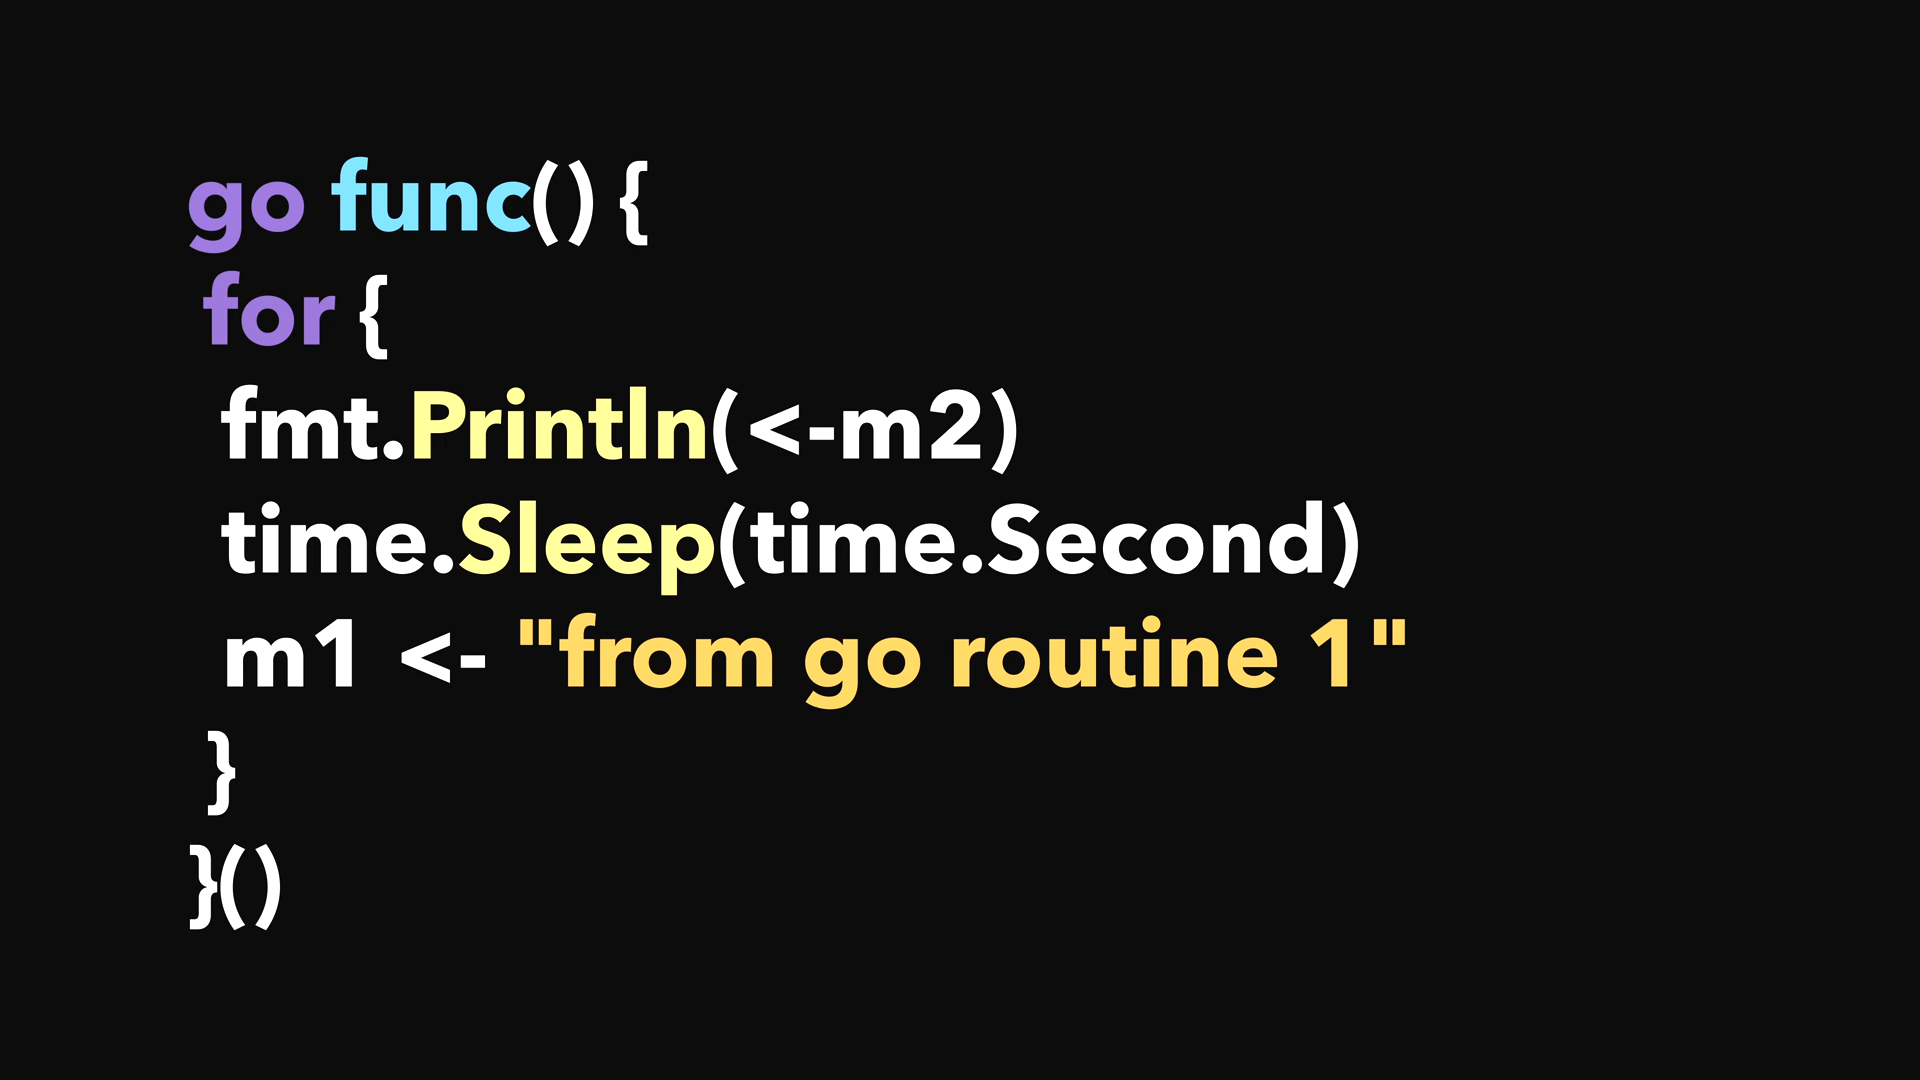 go func() {
for {
fmt.Println(<-m2)
time.Sleep(time.Second)
m1 <- "from go routine 1"
}
}()